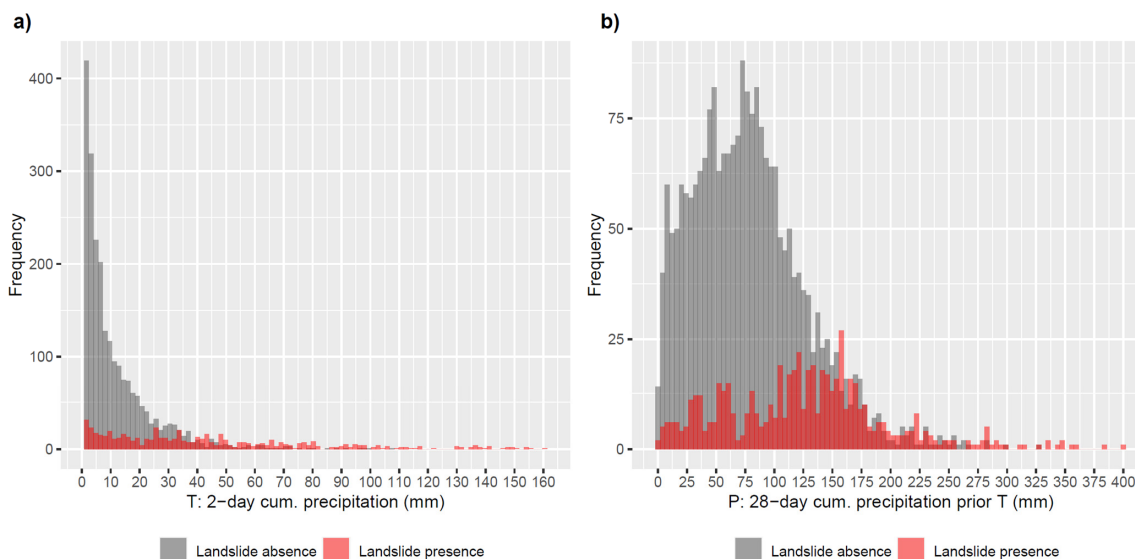 a)
400
300
200
100
0
Frequency
0 10 20 30 40 50 60 70 80 90 100 110 120 130 140 150 160
T: 2−day cum. precipitation (mm)
Landslide absence Landslide presence
b)
75
50
25
0
Frequency
0 25 50 75 100 125 150 175 200 225 250 275 300 325 350 375 400
P: 28−day cum. precipitation prior T (mm)
Landslide absence Landslide presence